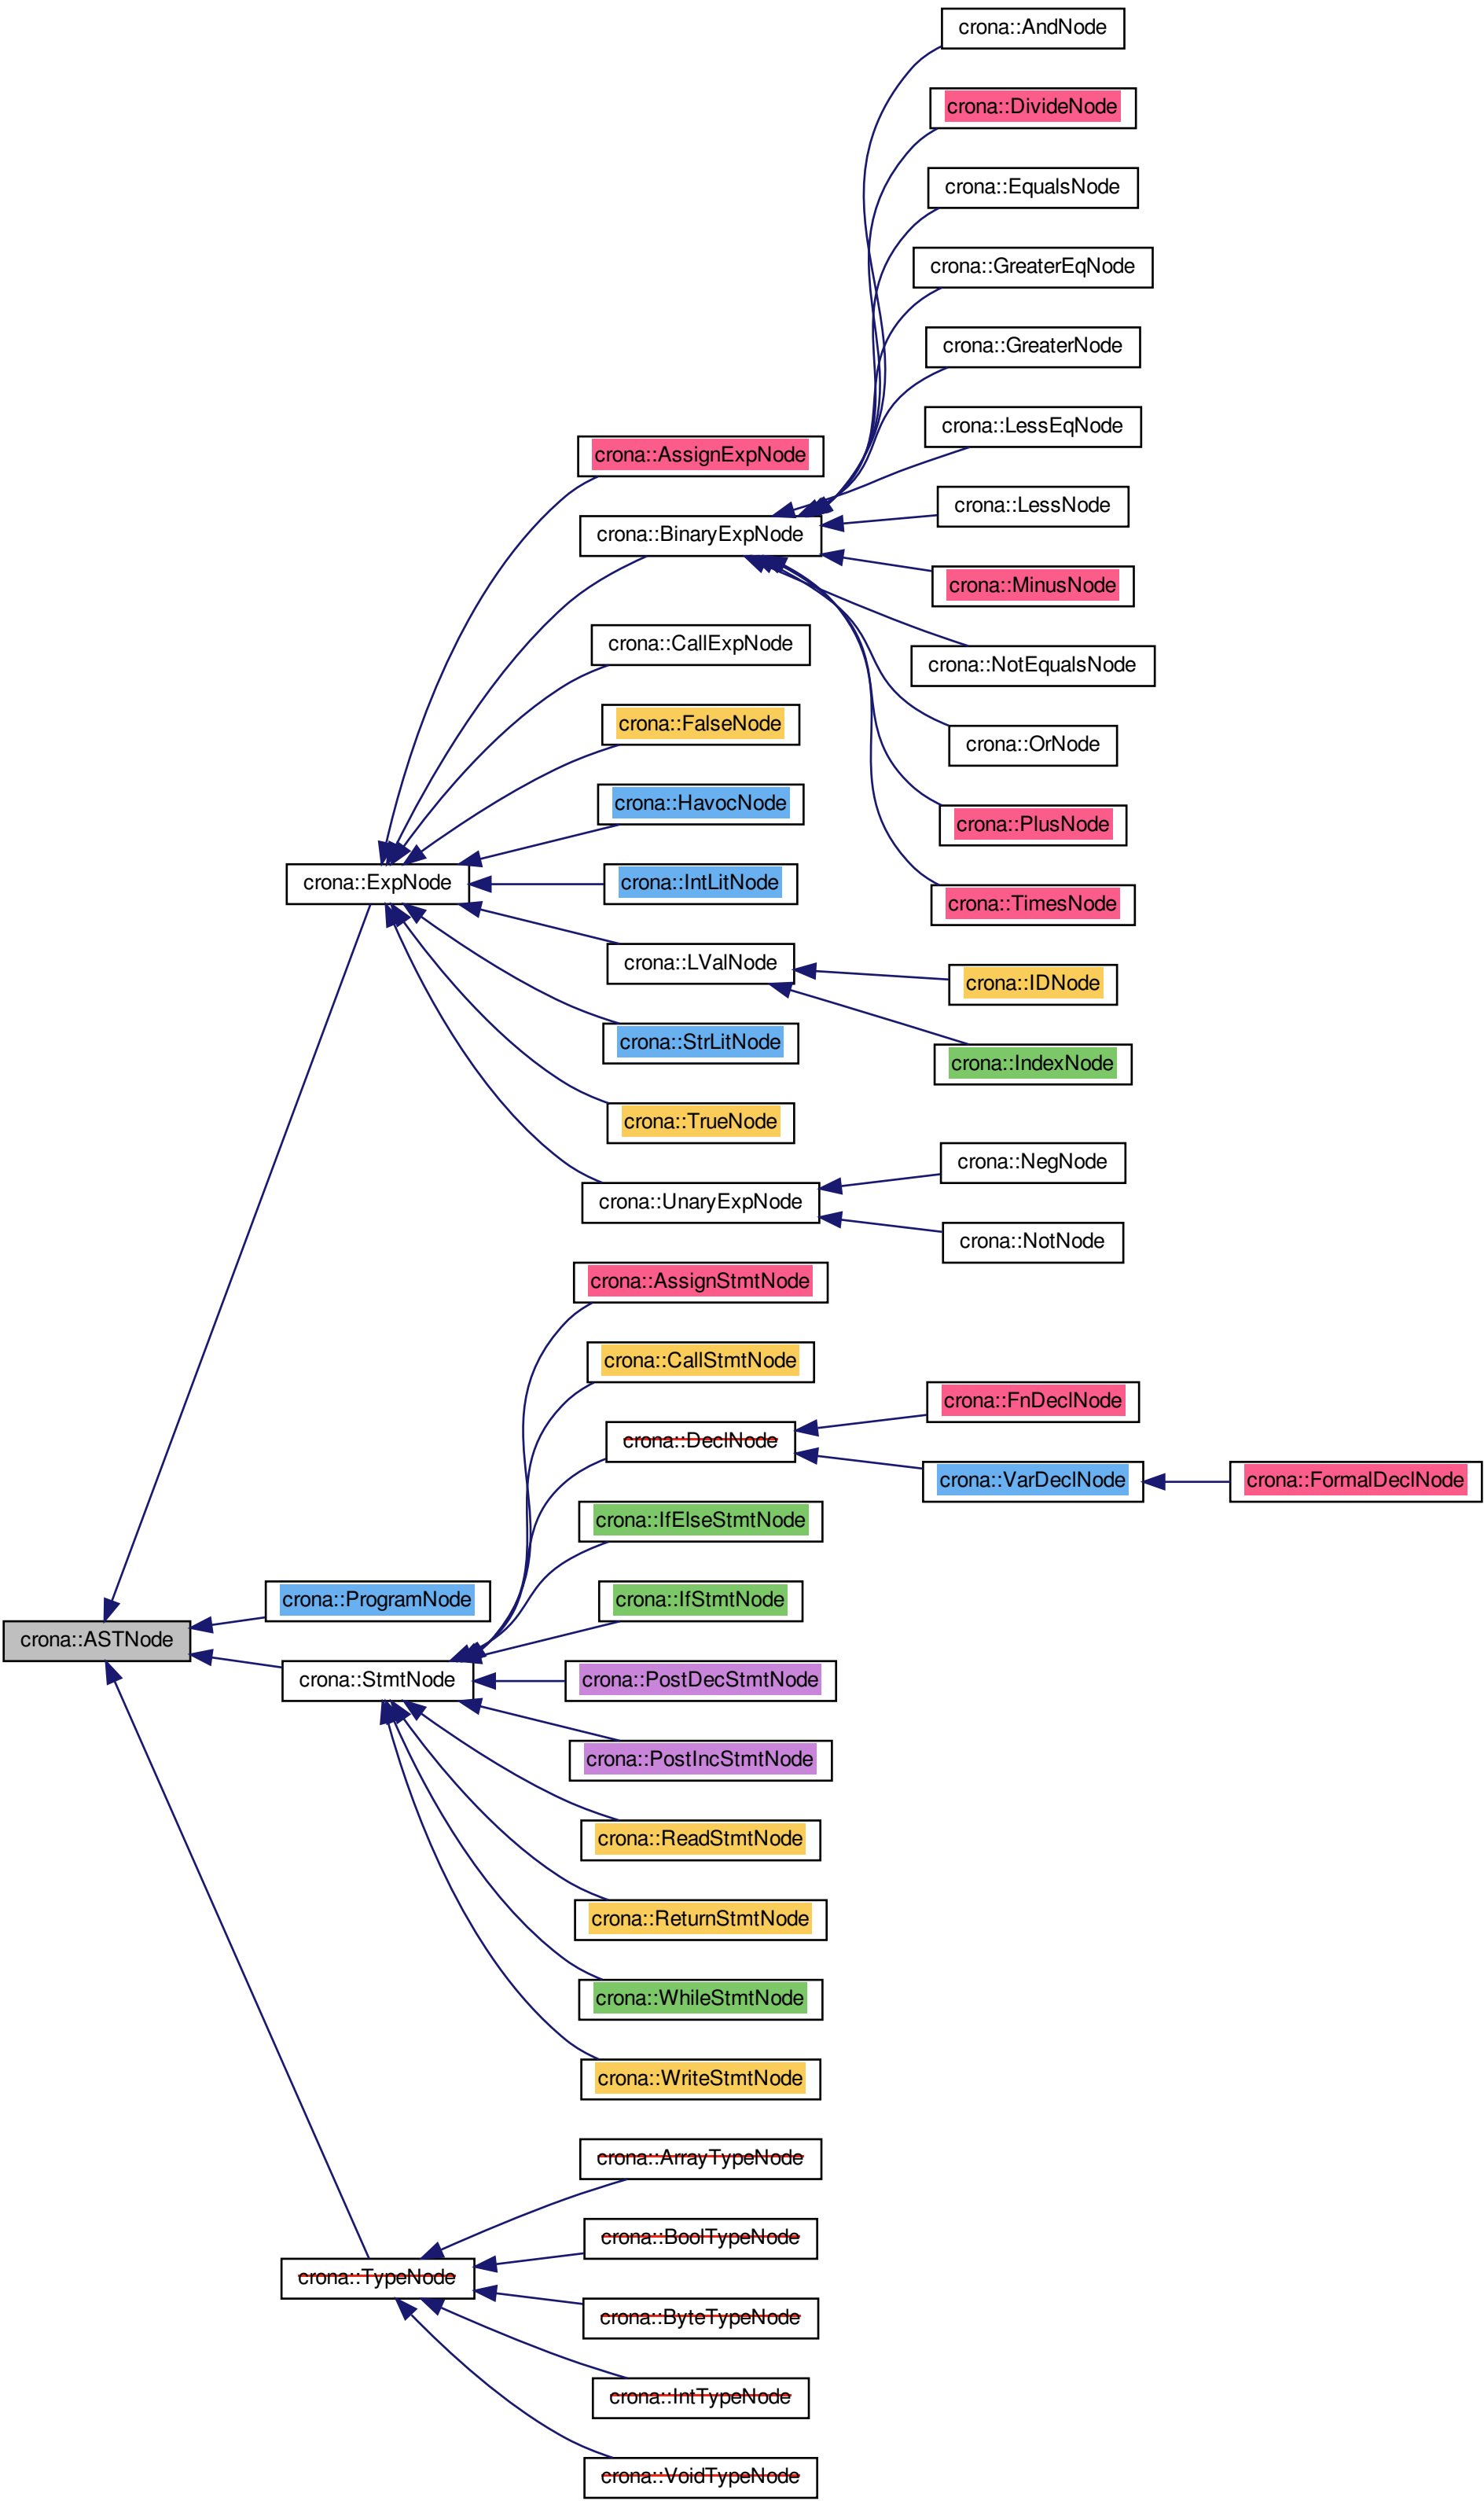 crona::AndNode
crona::DivideNode
crona::EqualsNode
crona::GreaterEqNode
crona::GreaterNode
crona::LessEqNode
crona::AssignExpNode
crona::LessNode
crona::BinaryExpNode
crona::MinusNode
crona::CallExpNode
crona::NotEqualsNode
crona::FalseNode
crona::OrNode
crona::HavocNode
crona::PlusNode
crona::ExpNode
crona::IntLitNode
crona::TimesNode
crona::LValNode
crona::IDNode
crona::StrLitNode
crona::IndexNode
crona::TrueNode
crona::NegNode
crona::UnaryExpNode
crona::NotNode
crona::AssignStmtNode
crona::CallStmtNode
crona::FnDeclNode
crona::DeclNode
crona::VarDeclNode
crona::FormalDeclNode
crona::IfElseStmtNode
crona::ProgramNode
crona::IfStmtNode
crona::ASTNode
crona::StmtNode
crona::PostDecStmtNode
crona::PostIncStmtNode
crona::ReadStmtNode
crona::ReturnStmtNode
crona::WhileStmtNode
crona::WriteStmtNode
crona::ArrayTypeNode
crona::BoolTypeNode
crona::TypeNode
crona::ByteTypeNode
crona::IntTypeNode
crona::VoidTypeNode